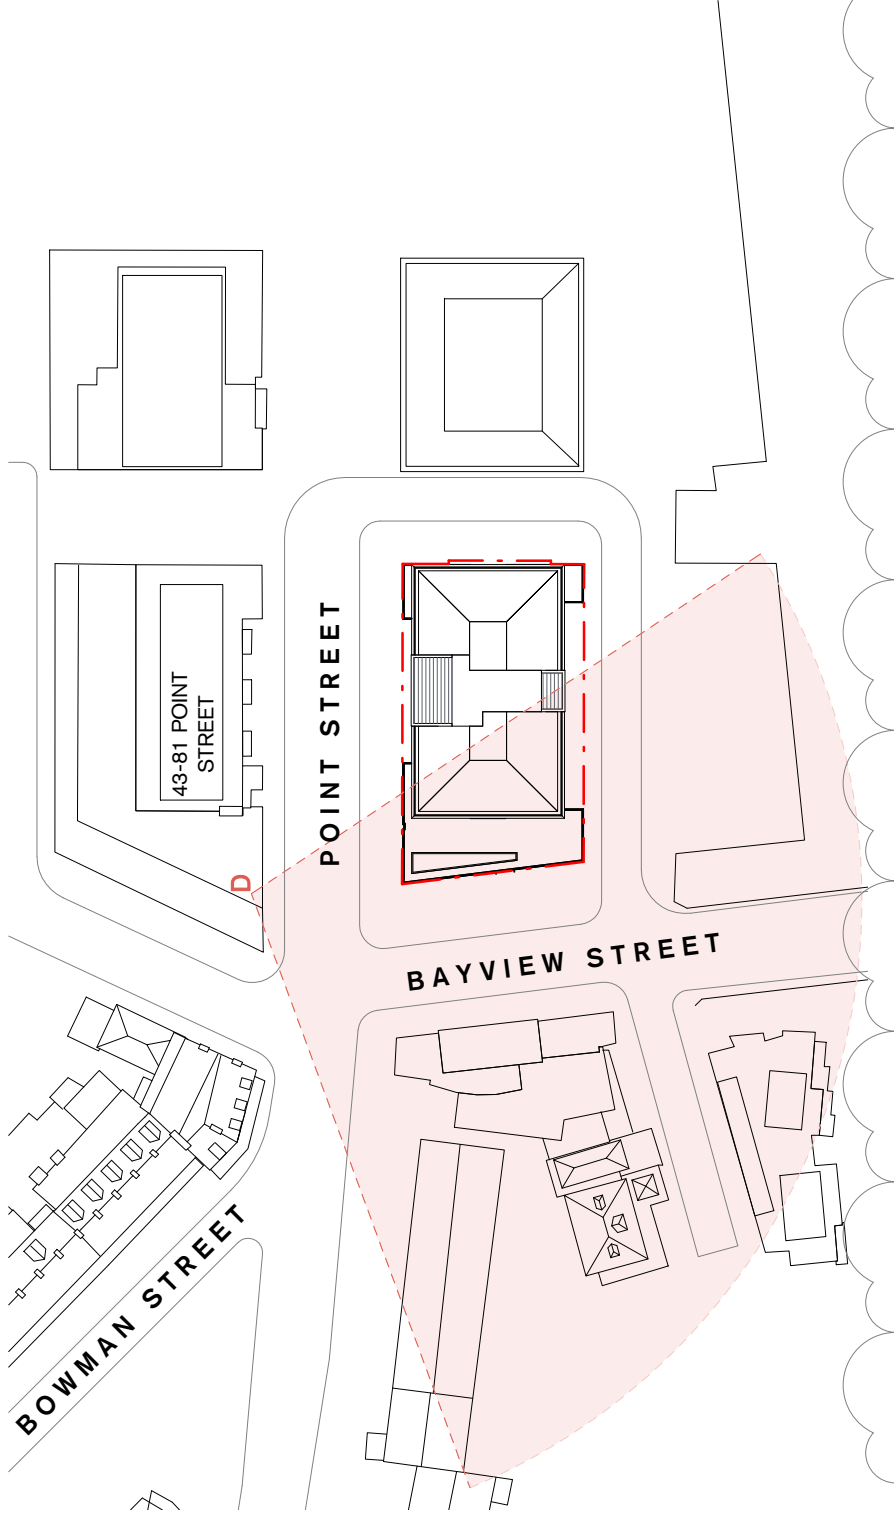 POINT STREET
43-81 POINT
STREET
D
BAYVIEW STREET
BOWMAN STREET